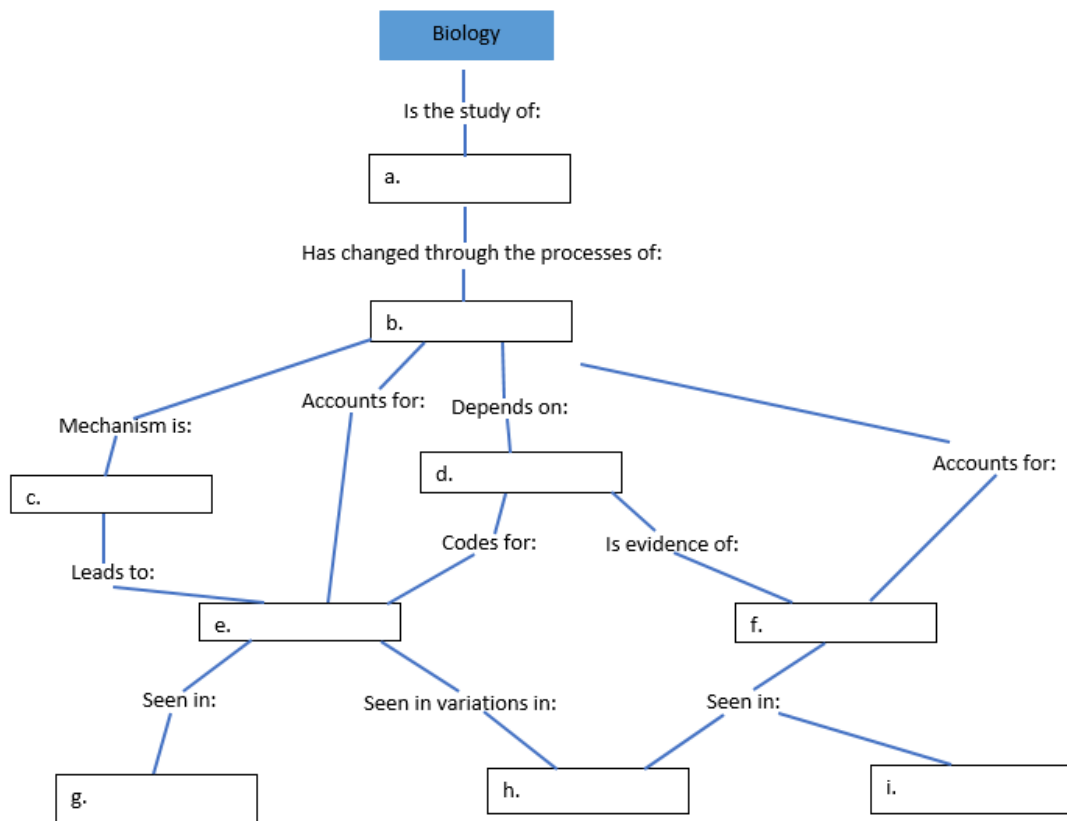 Biology
Is the study of:
a.
Has changed through the processes of:
b.
Accounts for:
Depends on:
Mechanism is:
Accounts for:
d.
c.
Codes for:
Is evidence of:
Leads to:
e.
f.
Seen in:
Seen in variations in:
Seen in:
g.
h.
i.